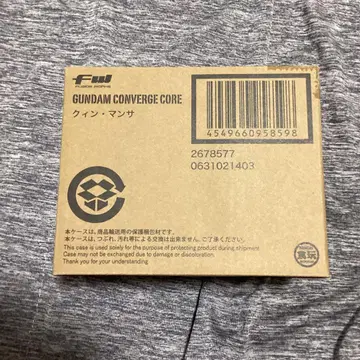 FW
GUNDAM CONVERGE CORE
クィン・マンサ
4549660958598
2678577
0631021403
本ケースは、商品輸送用の保護梱包材です。
本ケースは、つぶれ、汚れ等による交換は出来ません。ご了承ください。
This case is used solely for the purpose of protecting product during shipment.
Case may not be exchanged due to damage or discoloration.
Thank you for your understanding
食玩